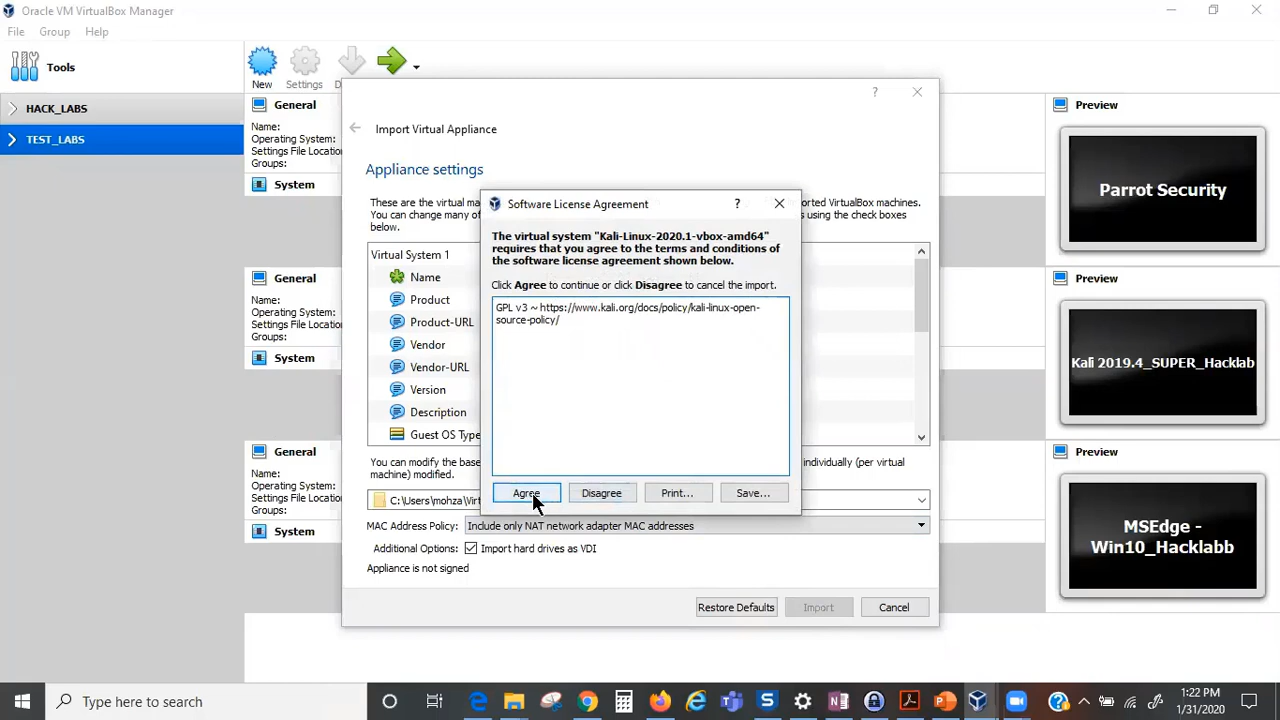 Oracle VM VirtualBox Manager
File Group Help
Tools
New
Settings
D
HACK_LABS
TEST_LABS
General
Name:
Operating System:
Settings File Locatio
Groups:
System
General
Name:
Operating System:
Settings File Locatio
Groups:
System
General
Name:
Operating System:
Settings File Locatio
Groups:
System
Import Virtual Appliance
Appliance settings
These are the virtual ma
ported VirtualBox machines.
You can change many of
using the check boxes
below.
Virtual System 1
Name
Product
Product-URL
Vendor
Vendor-URL
Version
Description
Guest OS Type
You can modify the base
individually (per virtual
machine) modified.
C:\Users\mohza\Virt
MAC Address Policy: Include only NAT network adapter MAC addresses
Additional Options: Import hard drives as VDI
Appliance is not signed
Restore Defaults Import Cancel
Software License Agreement
The virtual system "Kali-Linux-2020.1-vbox-amd64"
requires that you agree to the terms and conditions of
the software license agreement shown below.
Click Agree to continue or click Disagree to cancel the import.
GPL v3 ~ https://www.kali.org/docs/policy/kali-linux-open-
source-policy/
Agree Disagree Print... Save...
Preview
Parrot Security
Preview
Kali 2019.4_SUPER_Hacklab
Preview
MSEdge -
Win10_Hacklabb
Type here to search
1:22 PM
1/31/2020